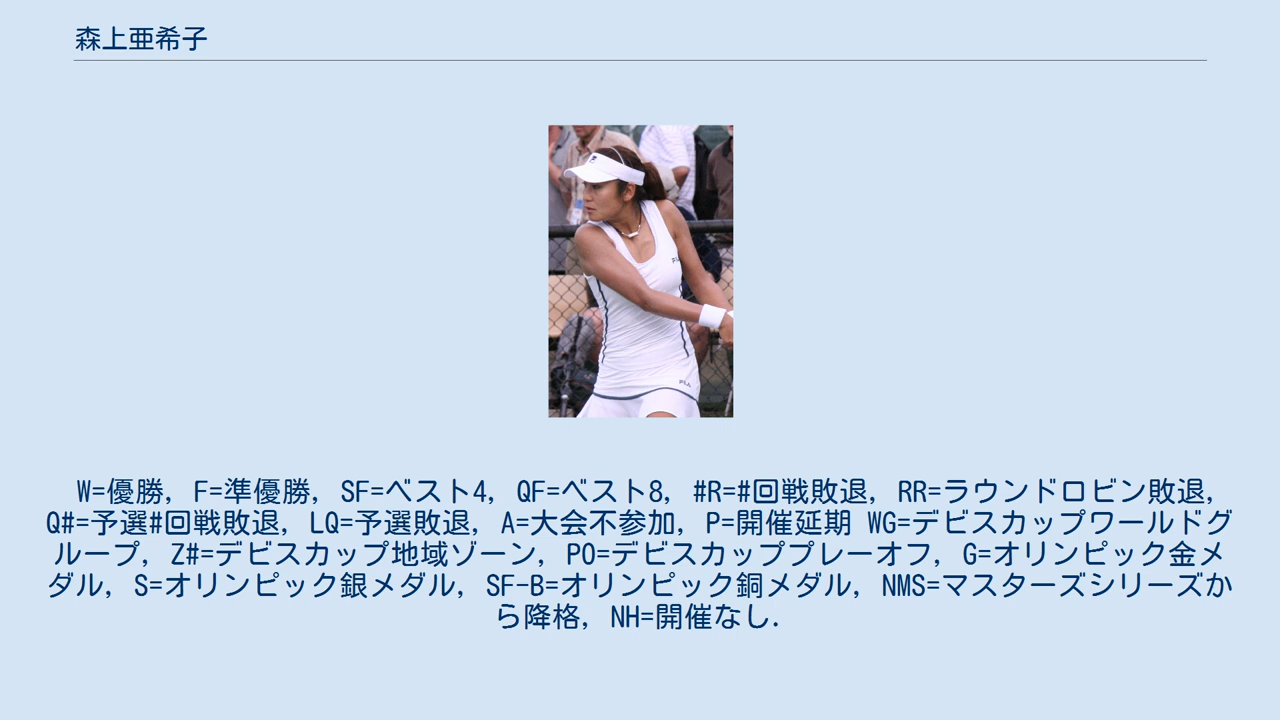 森上亜希子
W=優勝, F=準優勝, SF=ベスト4, QF=ベスト8, #R=#回戦敗退, RR=ラウンドロビン敗退,
Q#=予選#回戦敗退, LQ=予選敗退, A=大会不参加, P=開催延期 WG=デビスカップワールドグ
ループ, Z#=デビスカップ地域ゾーン, PO=デビスカッププレーオフ, G=オリンピック金メ
ダル, S=オリンピック銀メダル, SF-B=オリンピック銅メダル, NMS=マスターズシリーズか
ら降格, NH=開催なし.
FILA